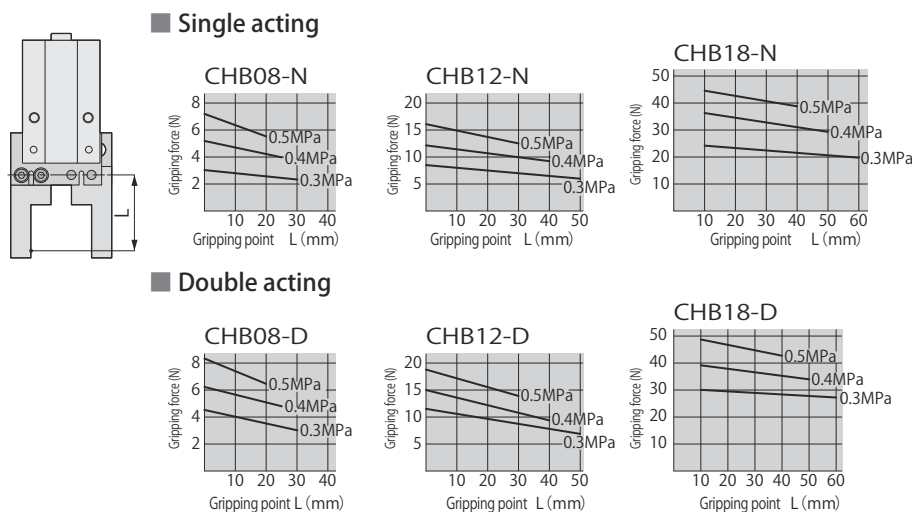 Single acting
L
CHB08-N
Gripping force (N)
8
6
4
2
0.5MPa
0.4MPa
0.3MPa
10 20 30 40
Gripping point L (mm)
CHB12-N
Gripping force (N)
20
15
10
5
0.5MPa
0.4MPa
0.3MPa
10 20 30 40 50
Gripping point L (mm)
CHB18-N
Gripping force (N)
50
40
30
20
10
0.5MPa
0.4MPa
0.3MPa
10 20 30 40 50 60
Gripping point L (mm)
Double acting
CHB08-D
Gripping force (N)
8
6
4
2
0.5MPa
0.4MPa
0.3MPa
10 20 30 40
Gripping point L (mm)
CHB12-D
Gripping force (N)
20
15
10
5
0.5MPa
0.4MPa
0.3MPa
10 20 30 40 50
Gripping point L (mm)
CHB18-D
Gripping force (N)
50
40
30
20
10
0.5MPa
0.4MPa
0.3MPa
10 20 30 40 50 60
Gripping point L (mm)